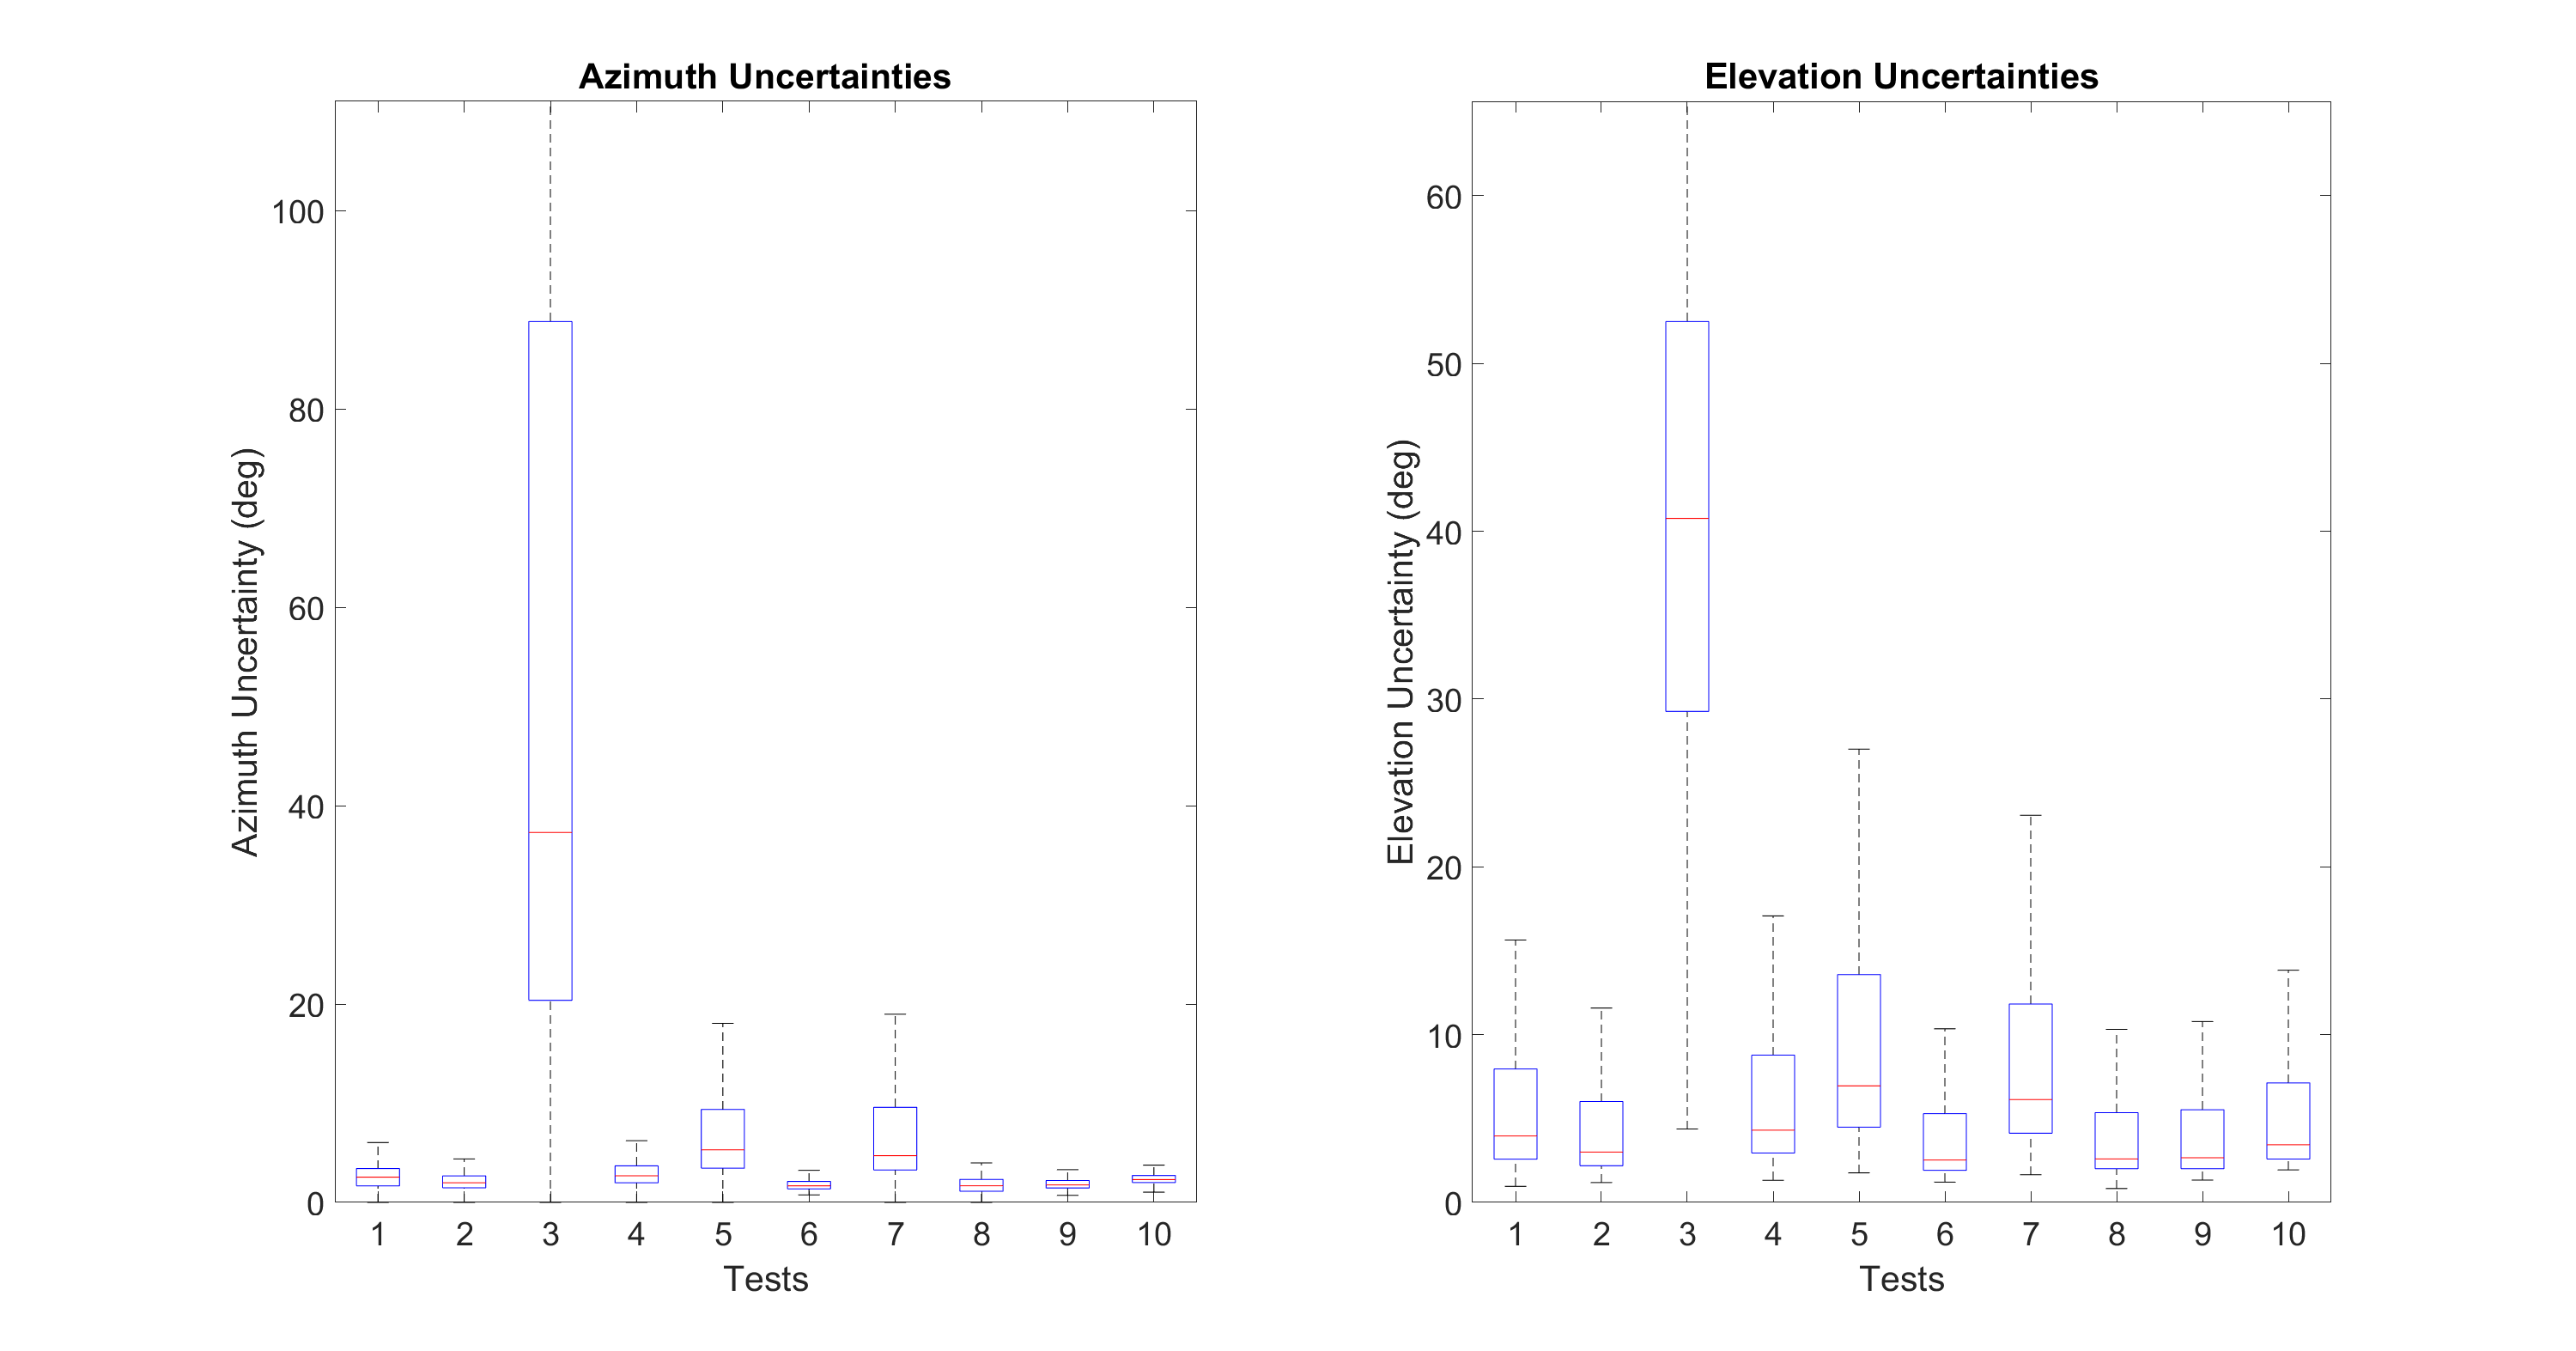 Azimuth Uncertainties
Azimuth Uncertainty (deg)
100
80
60
40
20
0
1 2 3 4 5 6 7 8 9 10
Tests
Elevation Uncertainties
Elevation Uncertainty (deg)
60
50
40
30
20
10
0
1 2 3 4 5 6 7 8 9 10
Tests